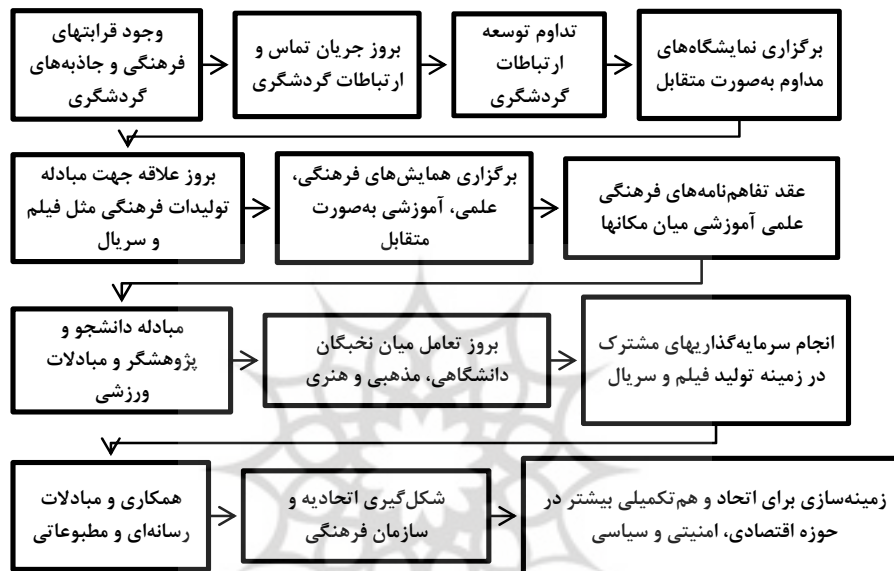 وجود قرابتهای
فرهنگی و جاذبه‌های
گردشگری
بروز جریان تماس و
ارتباطات گردشگری
تداوم توسعه
ارتباطات
گردشگری
برگزاری نمایشگاه‌های
مداوم به‌صورت متقابل
بروز علاقه جهت مبادله
تولیدات فرهنگی مثل فیلم
و سریال
برگزاری همایش‌های فرهنگی،
علمی، آموزشی به‌صورت
متقابل
عقد تفاهم‌نامه‌های فرهنگی
علمی آموزشی میان مکانها
مبادله دانشجو و
پژوهشگر و مبادلات
ورزشی
بروز تعامل میان نخبگان
دانشگاهی، مذهبی و هنری
انجام سرمایه‌گذاریهای مشترک
در زمینه تولید فیلم و سریال
همکاری و مبادلات
رسانه‌ای و مطبوعاتی
شکل‌گیری اتحادیه و
سازمان فرهنگی
زمینه‌سازی برای اتحاد و هم‌تکمیلی بیشتر در
حوزه اقتصادی، امنیتی و سیاسی